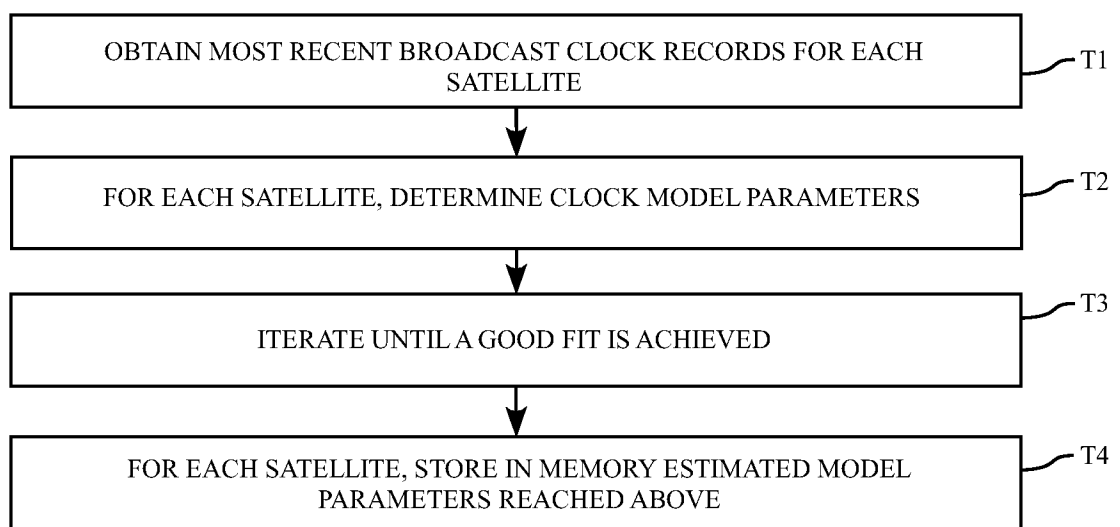 OBTAIN MOST RECENT BROADCAST CLOCK RECORDS FOR EACH
SATELLITE
T1
FOR EACH SATELLITE, DETERMINE CLOCK MODEL PARAMETERS
T2
ITERATE UNTIL A GOOD FIT IS ACHIEVED
T3
FOR EACH SATELLITE, STORE IN MEMORY ESTIMATED MODEL
PARAMETERS REACHED ABOVE
T4